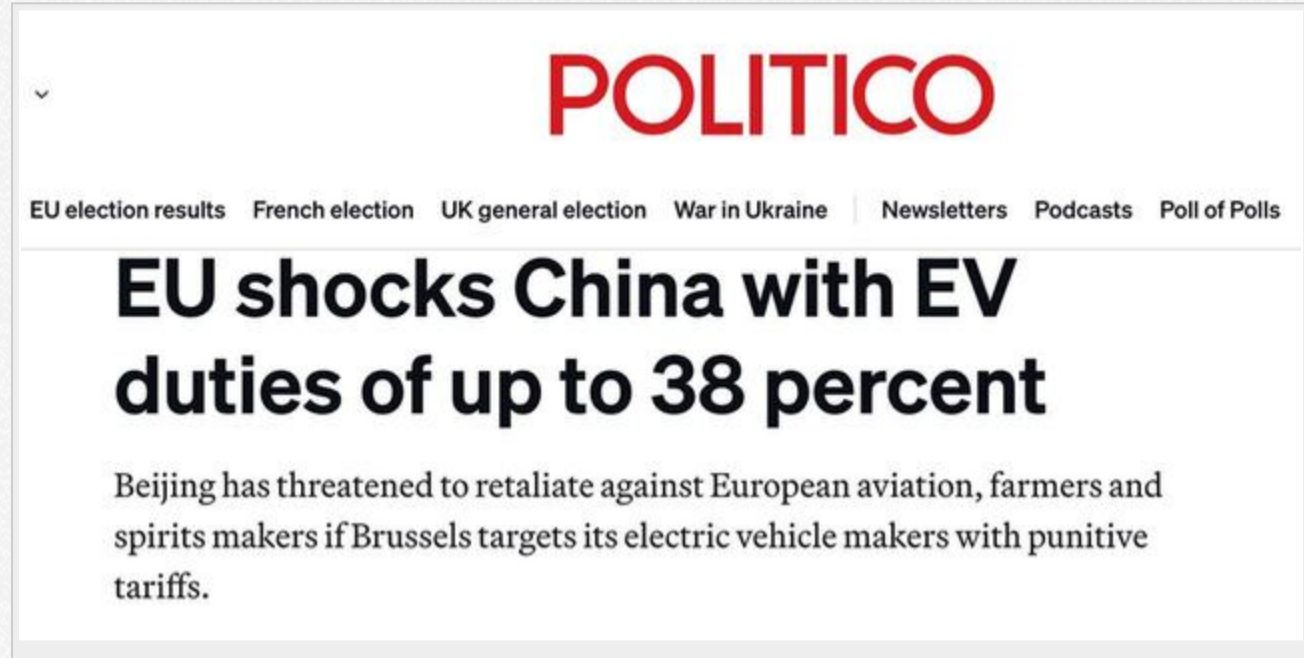 POLITICO
EU election results French election UK general election War in Ukraine Newsletters Podcasts Poll of Polls
EU shocks China with EV
duties of up to 38 percent
Beijing has threatened to retaliate against European aviation, farmers and
spirits makers if Brussels targets its electric vehicle makers with punitive
tariffs.